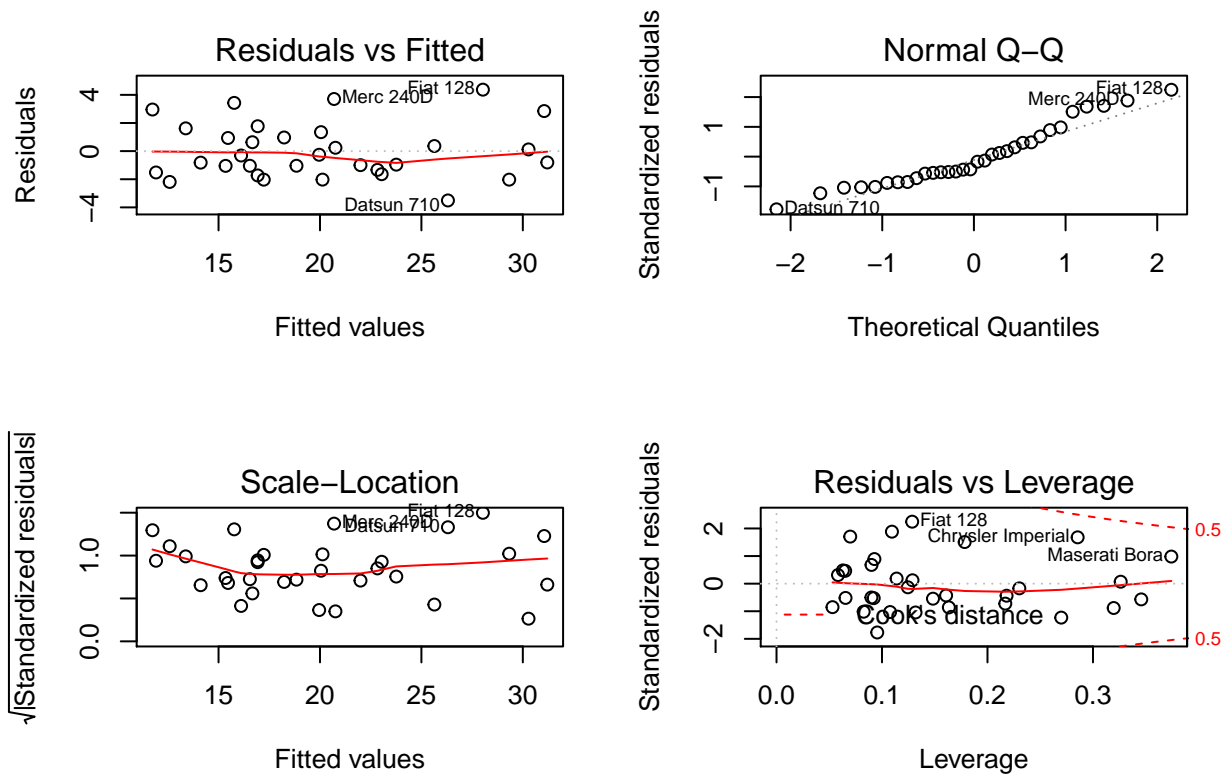 Residuals vs Fitted
Residuals
4
0
−4
Fiat 128
Merc 240D
Datsun 710
15 20 25 30
Fitted values
Normal Q−Q
Standardized residuals
1
−1
Fiat 128
Merc 240D
Datsun 710
−2 −1 0 1 2
Theoretical Quantiles
Scale−Location
√|Standardized residuals|
1.0
0.0
Fiat 128
Merc 240D
Datsun 710
15 20 25 30
Fitted values
Residuals vs Leverage
Standardized residuals
2
0
−2
Fiat 128
Chrysler Imperial
Maserati Bora
Cook's distance
0.5
0.5
0.0 0.1 0.2 0.3
Leverage